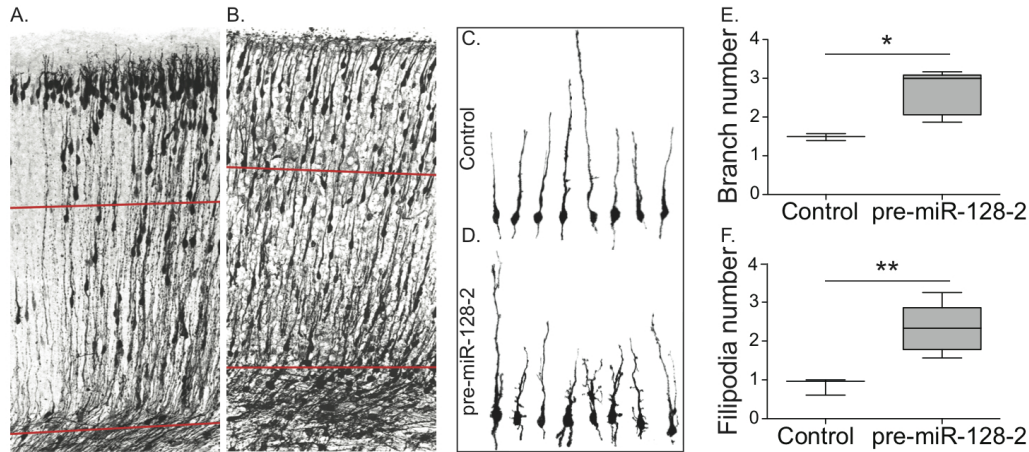 A.
B.
C.
Control
D.
pre-miR-128-2
E.
Branch number
4
3
2
1
0
*
Control pre-miR-128-2
F.
Filipodia number
4
3
2
1
0
**
Control pre-miR-128-2